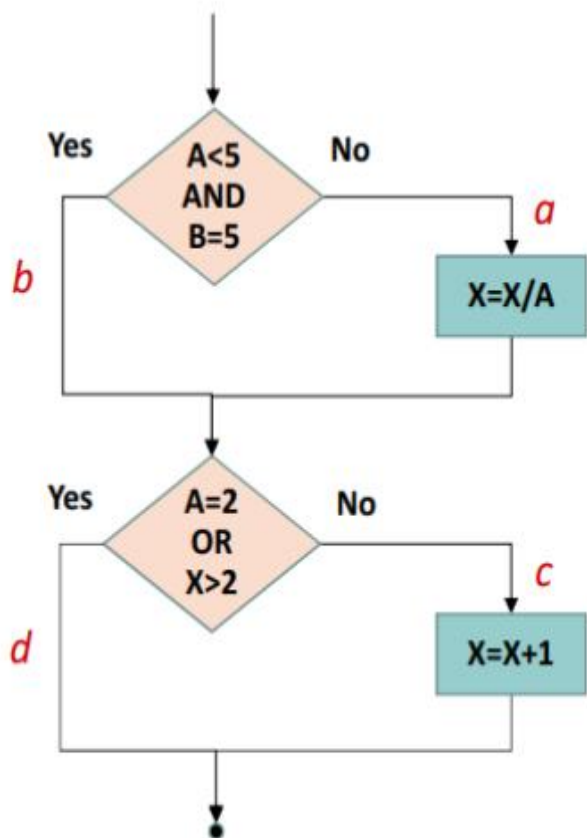 Yes
A<5
AND
B=5
No
a
b
X=X/A
Yes
A=2
OR
X>2
No
c
d
X=X+1